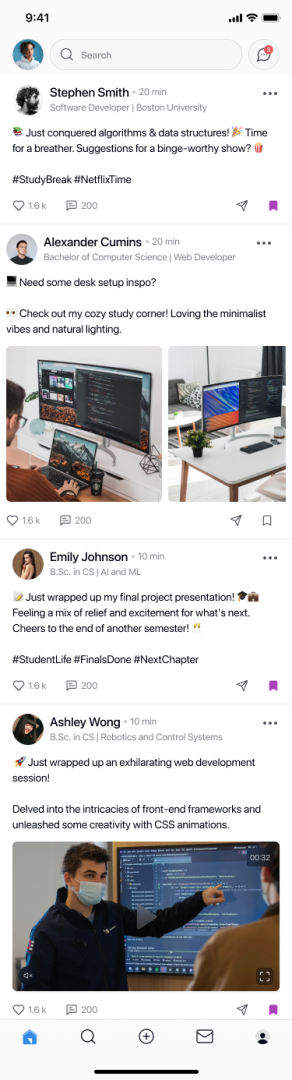 9:41
Search
8
Stephen Smith • 20 min
Software Developer | Boston University
📚 Just conquered algorithms & data structures! 🎉 Time
for a breather. Suggestions for a binge-worthy show? 🍿
#StudyBreak #NetflixTime
1.6 k 200
Alexander Cumins • 20 min
Bachelor of Computer Science | Web Developer
💻 Need some desk setup inspo?
👀 Check out my cozy study corner! Loving the minimalist
vibes and natural lighting.
1.6 k 200
Emily Johnson • 10 min
B.Sc. in CS | AI and ML
📝 Just wrapped up my final project presentation! 🎓💼
Feeling a mix of relief and excitement for what's next.
Cheers to the end of another semester! 🥂
#StudentLife #FinalsDone #NextChapter
1.6 k 200
Ashley Wong • 10 min
B.Sc. in CS | Robotics and Control Systems
🚀 Just wrapped up an exhilarating web development
session!
Delved into the intricacies of front-end frameworks and
unleashed some creativity with CSS animations.
00:32
1.6 k 200